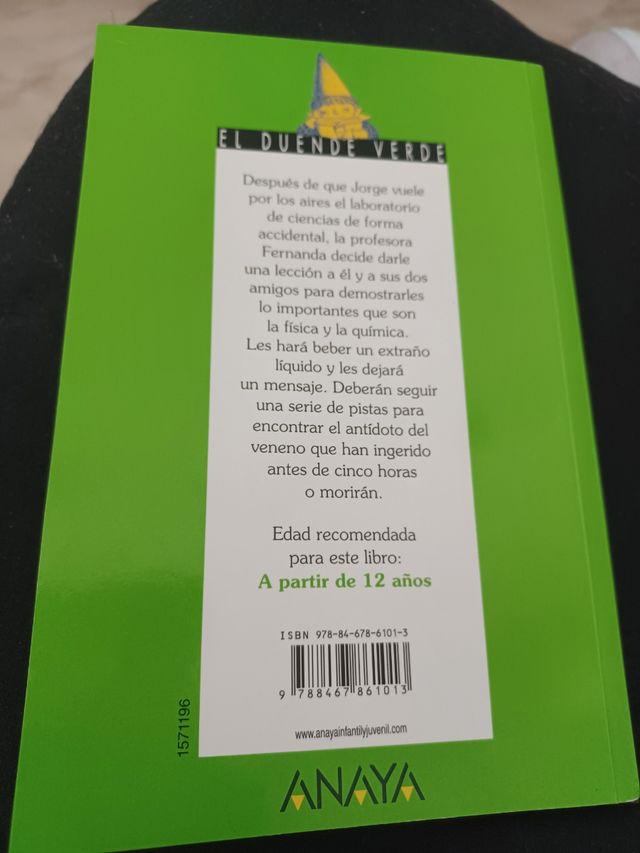 EL DUENDE VERDE
Después de que Jorge vuele
por los aires el laboratorio
de ciencias de forma
accidental, la profesora
Fernanda decide darle
una lección a él y a sus dos
amigos para demostrarles
lo importantes que son
la física y la química.
Les hará beber un extraño
líquido y les dejará
un mensaje. Deberán seguir
una serie de pistas para
encontrar el antídoto del
veneno que han ingerido
antes de cinco horas
o morirán.
Edad recomendada
para este libro:
A partir de 12 años
ISBN 978-84-678-6101-3
9 788467 861013
www.anayainfantilyjuvenil.com
1571196
ANAYA